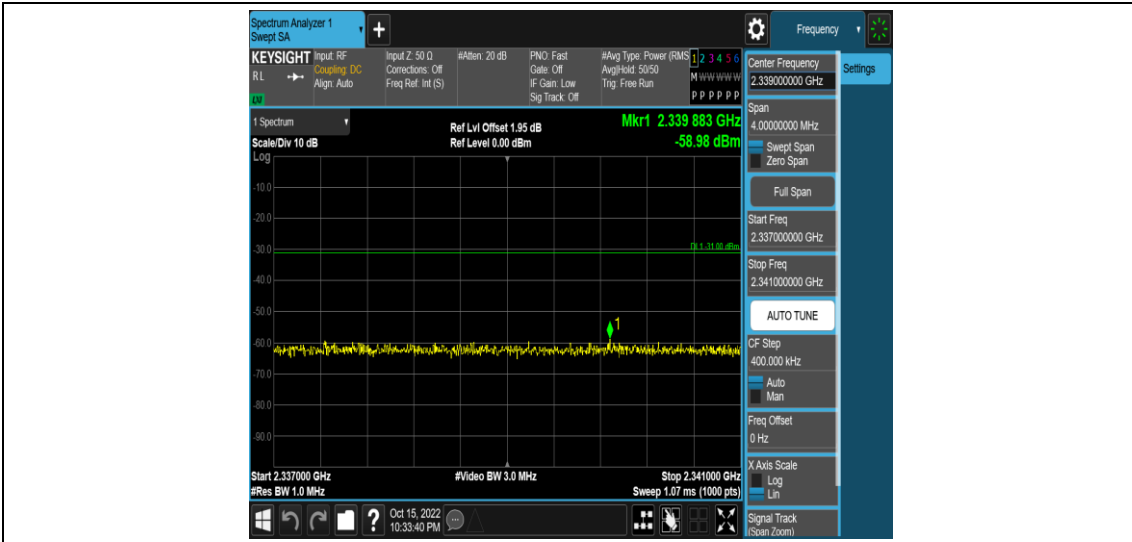 Spectrum Analyzer 1
Swept SA
+
Frequency
KEYSIGHT
RL
LXI
Input: RF
Coupling: DC
Align: Auto
Input Z: 50 Ω
Corrections: Off
Freq Ref: Int (S)
#Atten: 20 dB
PNO: Fast
Gate: Off
IF Gain: Low
Sig Track: Off
#Avg Type: Power (RMS
Avg|Hold: 50/50
Trig: Free Run
1 2 3 4 5 6
M W W W W W
P P P P P P
1 Spectrum
Scale/Div 10 dB
Log
Ref Lvl Offset 1.95 dB
Ref Level 0.00 dBm
Mkr1 2.339 883 GHz
-58.98 dBm
-10.0
-20.0
-30.0
DL1 -31.00 dBm
-40.0
-50.0
1
-60.0
-70.0
-80.0
-90.0
Start 2.337000 GHz
#Res BW 1.0 MHz
#Video BW 3.0 MHz
Stop 2.341000 GHz
Sweep 1.07 ms (1000 pts)
?
Oct 15, 2022
10:33:40 PM
Center Frequency
2.339000000 GHz
Settings
Span
4.00000000 MHz
Swept Span
Zero Span
Full Span
Start Freq
2.337000000 GHz
Stop Freq
2.341000000 GHz
AUTO TUNE
CF Step
400.000 kHz
Auto
Man
Freq Offset
0 Hz
X Axis Scale
Log
Lin
Signal Track
(Span Zoom)